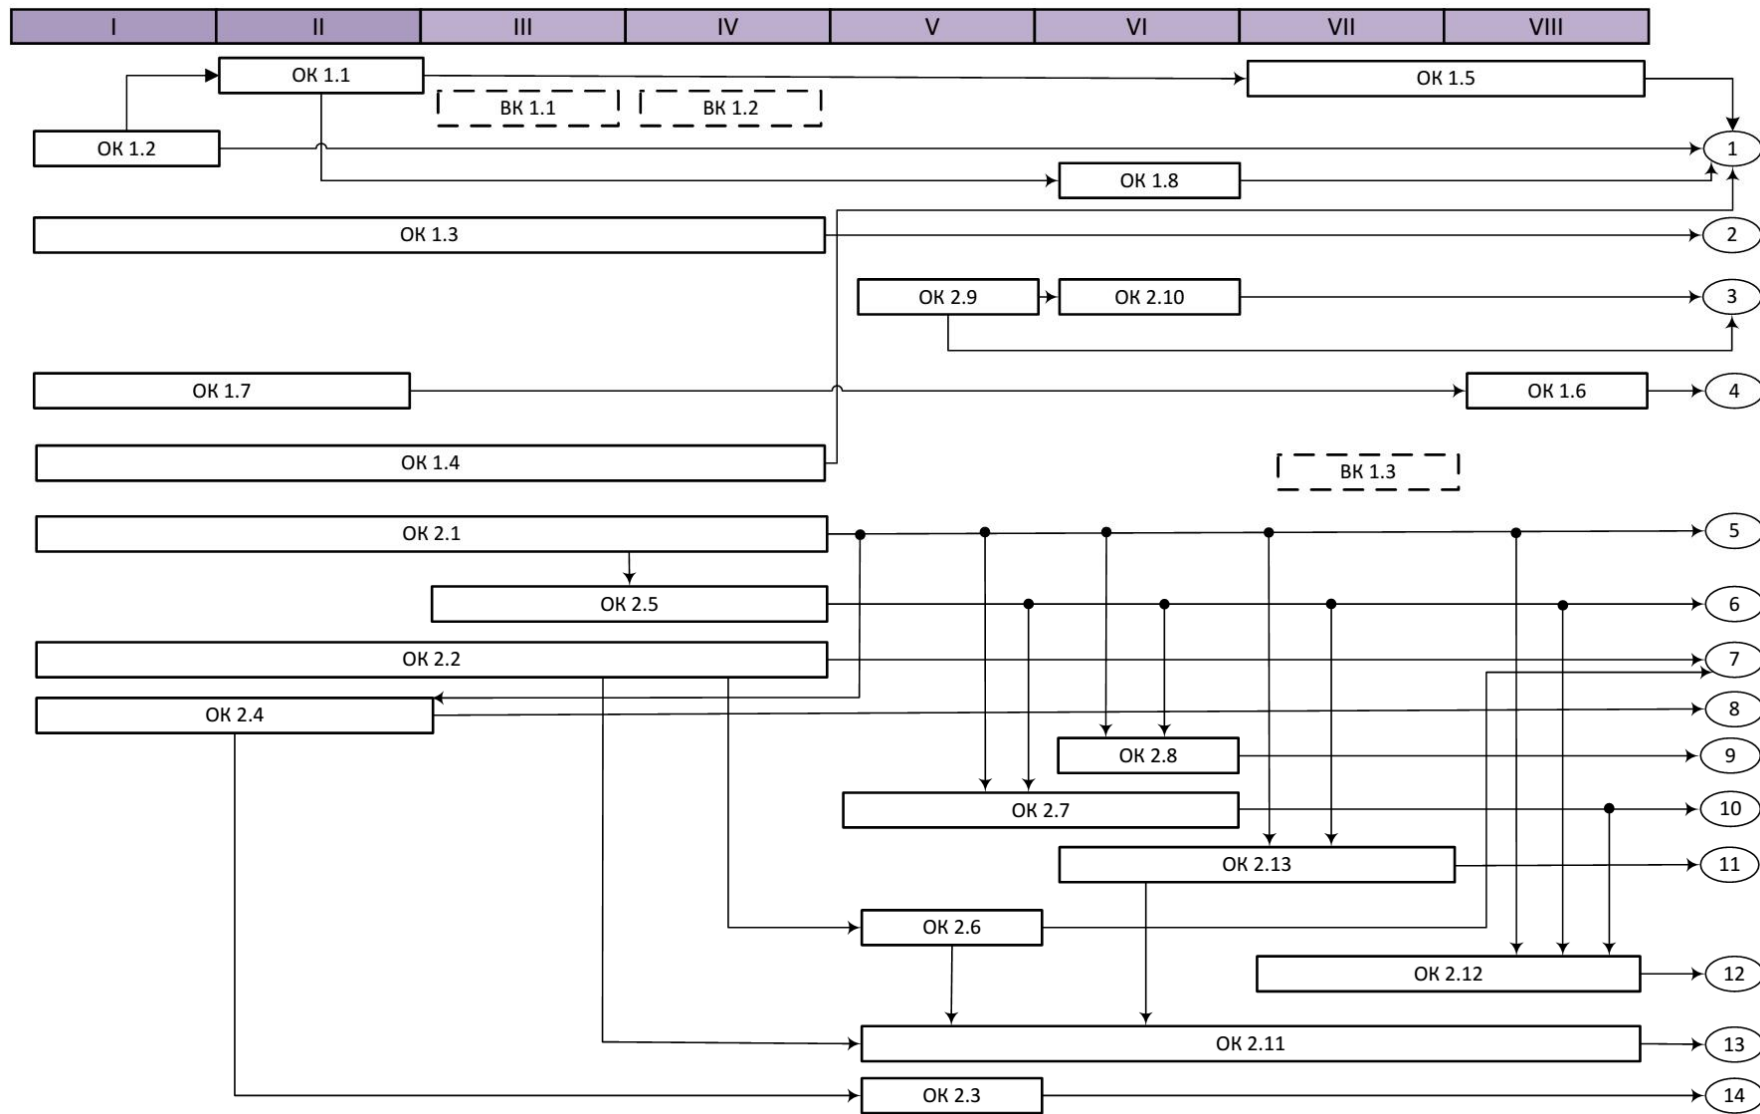 I II III IV V VI VII VIII
ОК 1.1
ОК 1.5
ВК 1.1
ВК 1.2
ОК 1.2
1
ОК 1.8
ОК 1.3
2
ОК 2.9
ОК 2.10
3
ОК 1.7
ОК 1.6
4
ОК 1.4
ВК 1.3
ОК 2.1
5
ОК 2.5
6
ОК 2.2
7
ОК 2.4
8
ОК 2.8
9
ОК 2.7
10
ОК 2.13
11
ОК 2.6
ОК 2.12
12
ОК 2.11
13
ОК 2.3
14